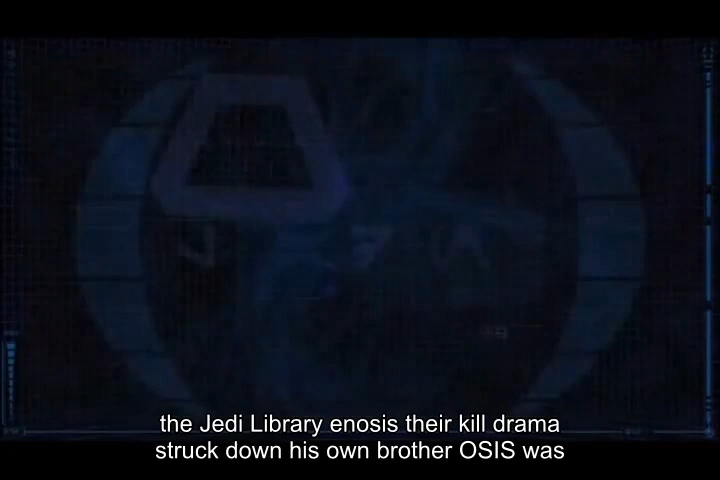 the Jedi Library enosis their kill drama
struck down his own brother OSIS was